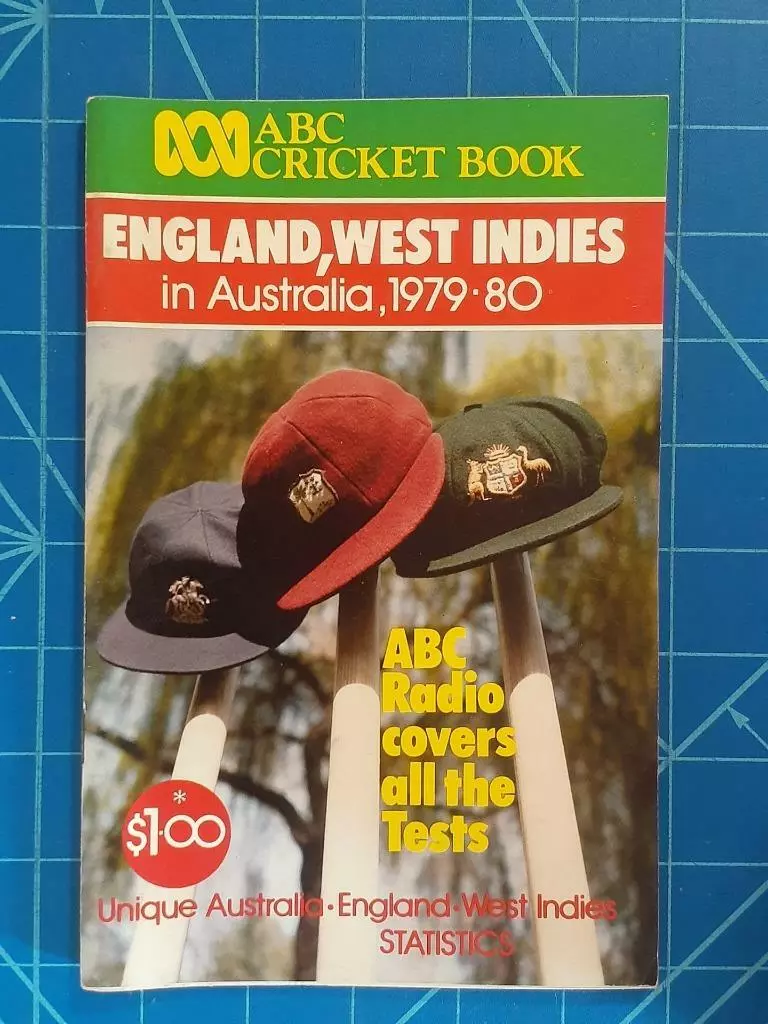 ABC
CRICKET BOOK
ENGLAND, WEST INDIES
in Australia, 1979·80
ABC
Radio
covers
all the
Tests
*
$1·00
Unique Australia·England·West Indies
STATISTICS